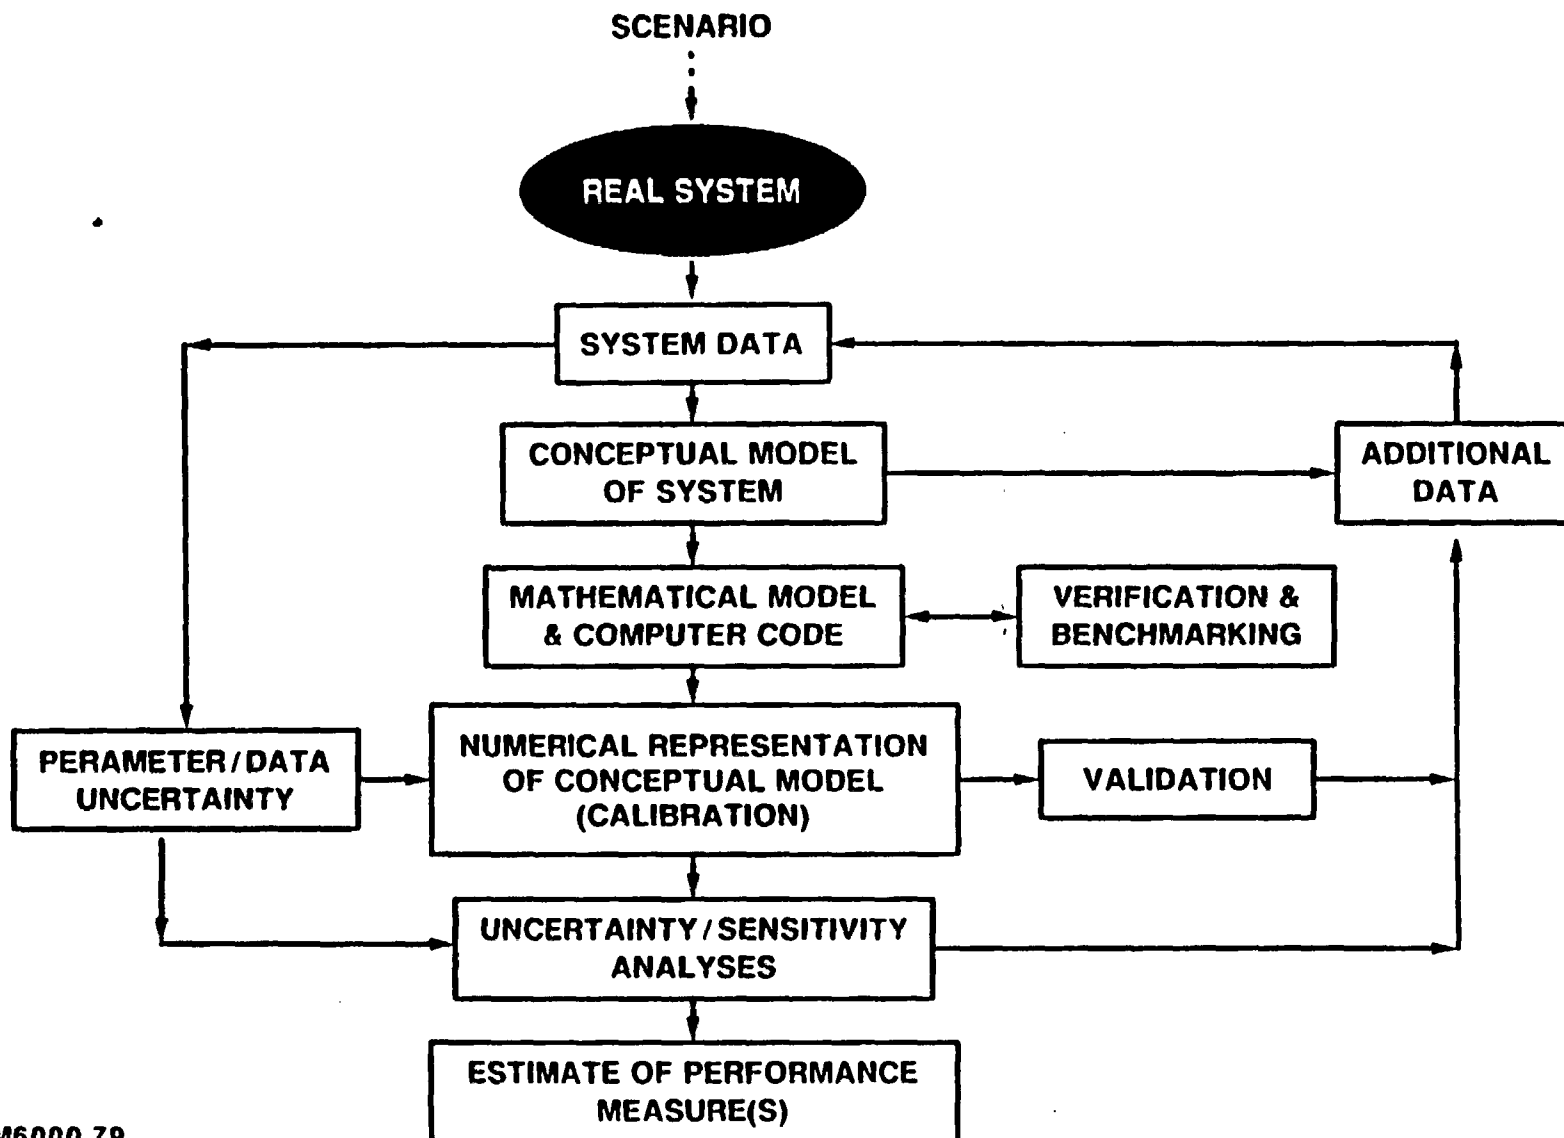 SCENARIO
REAL SYSTEM
SYSTEM DATA
CONCEPTUAL MODEL
OF SYSTEM
ADDITIONAL
DATA
MATHEMATICAL MODEL
& COMPUTER CODE
VERIFICATION &
BENCHMARKING
PERAMETER/DATA
UNCERTAINTY
NUMERICAL REPRESENTATION
OF CONCEPTUAL MODEL
(CALIBRATION)
VALIDATION
UNCERTAINTY/SENSITIVITY
ANALYSES
ESTIMATE OF PERFORMANCE
MEASURE(S)